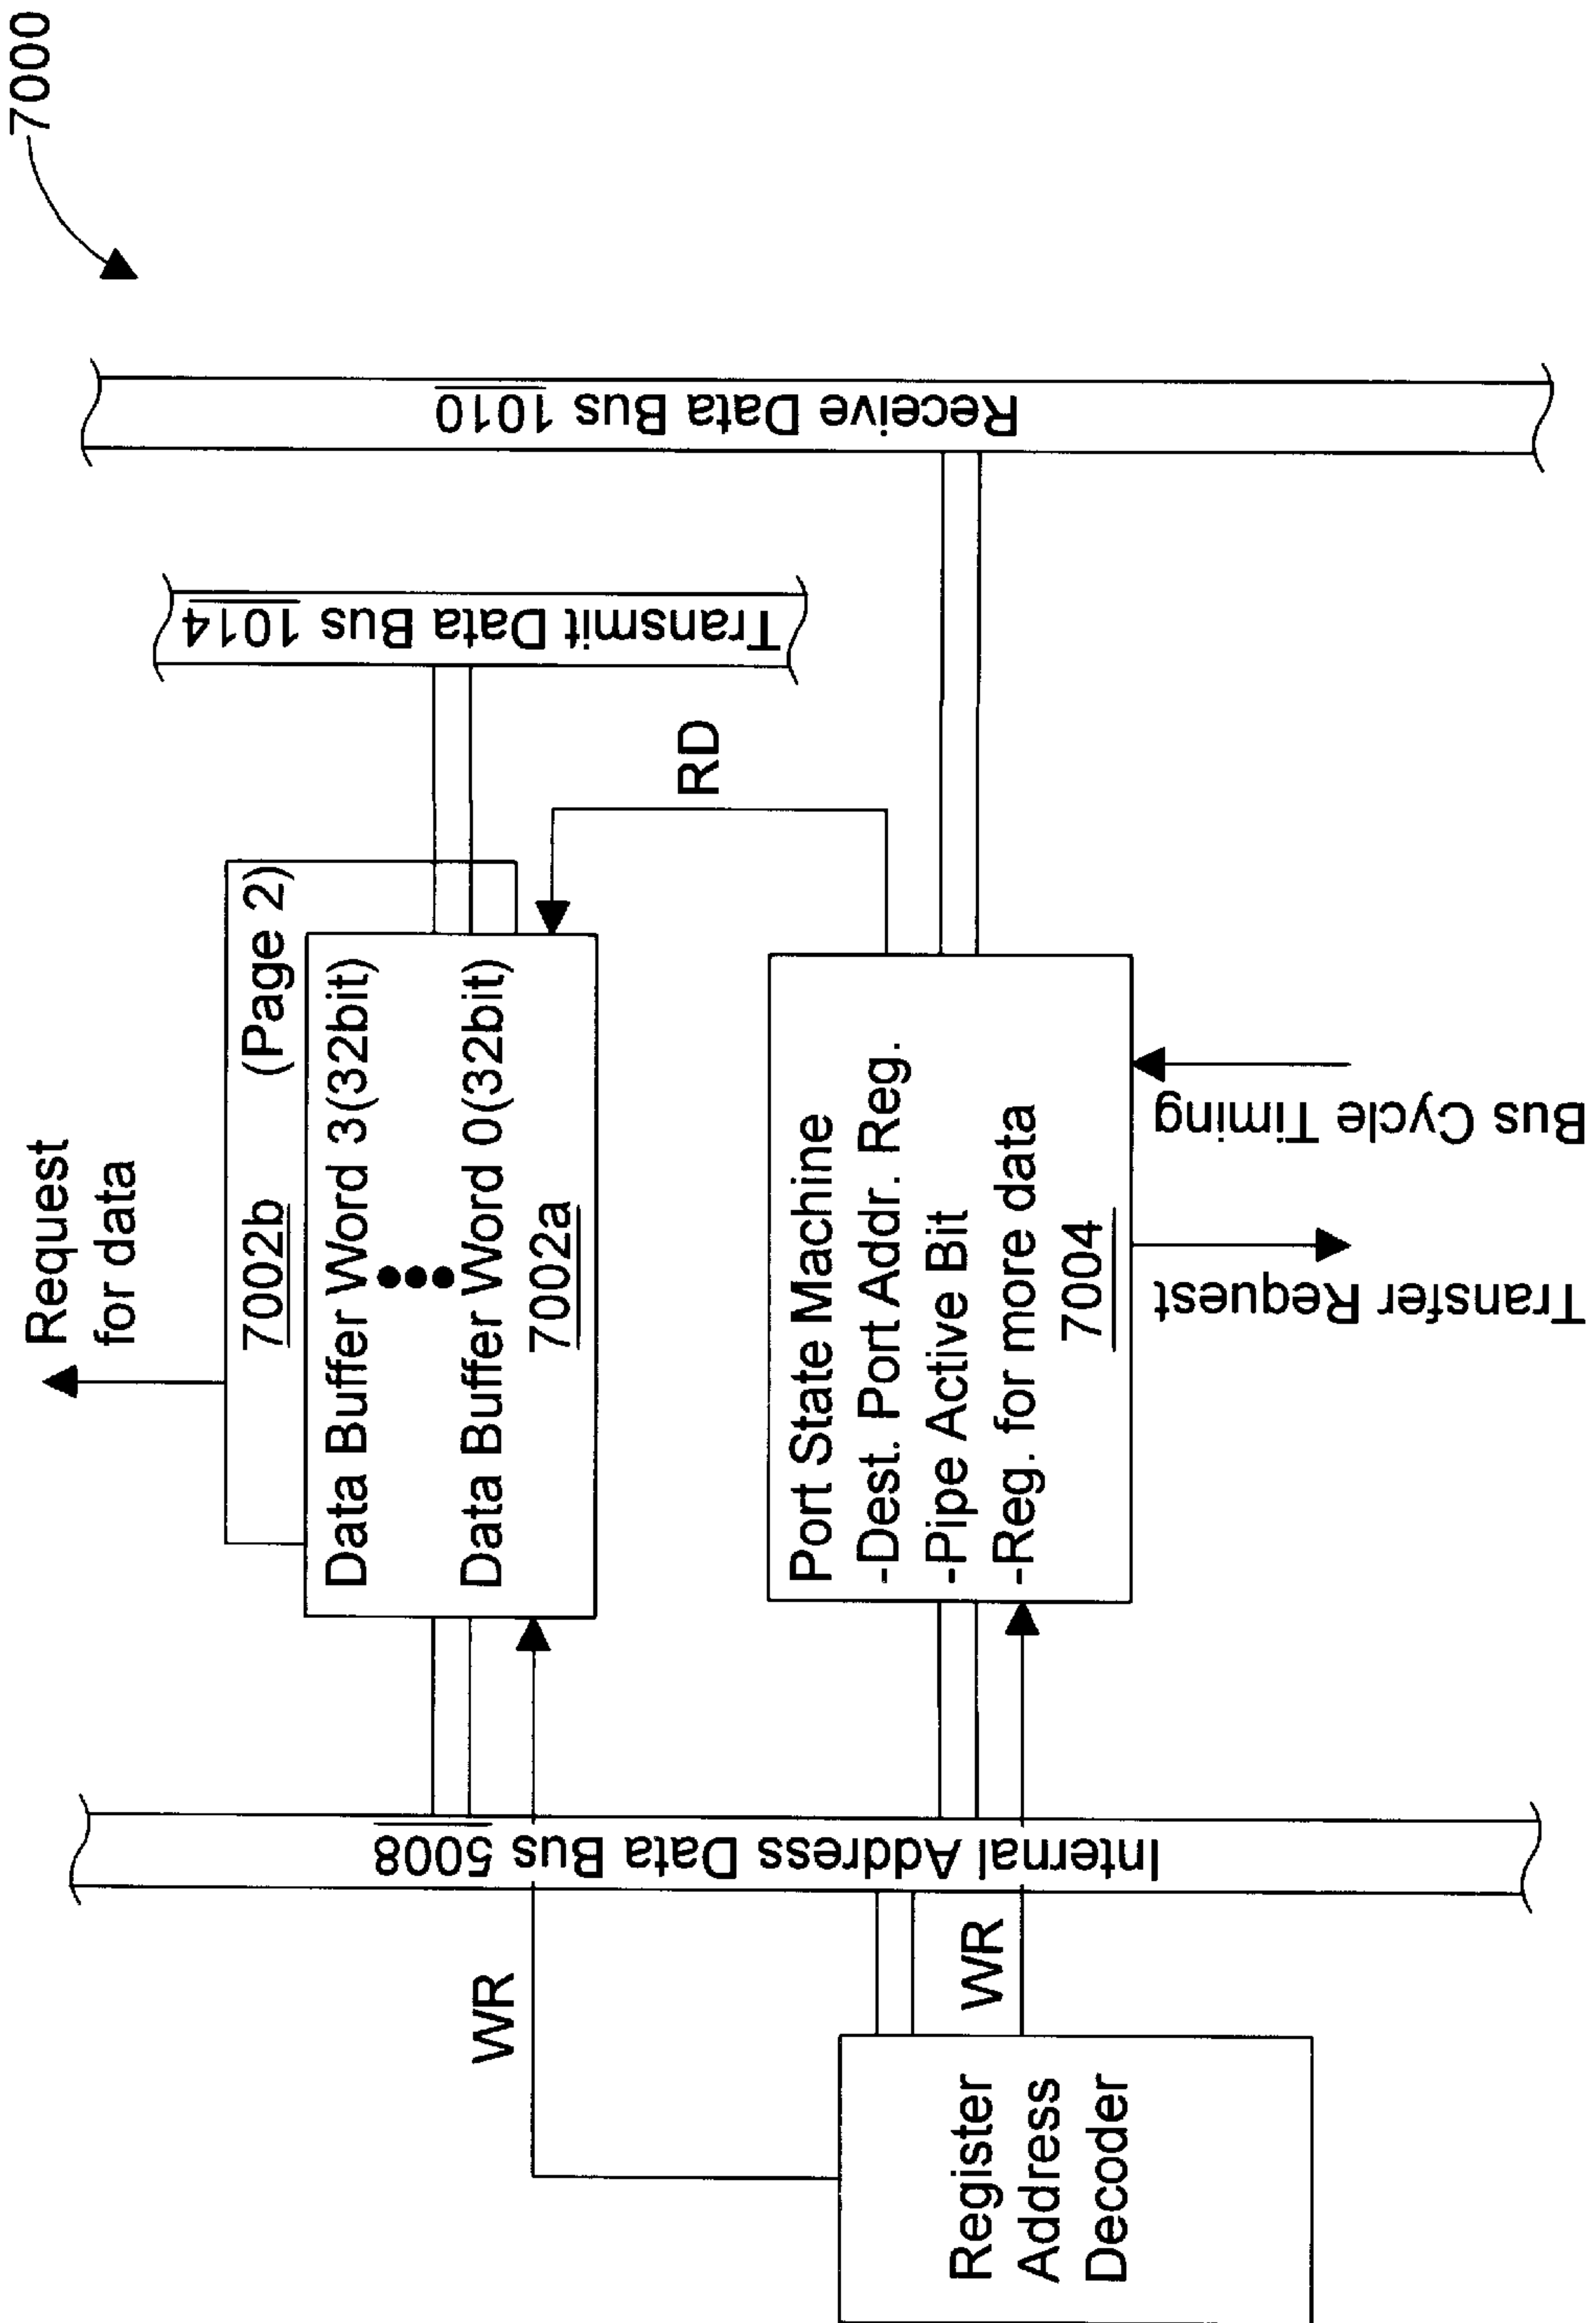 7000
Request
for data
7002b
(Page 2)
Data Buffer Word 3(32bit)
Data Buffer Word 0(32bit)
7002a
WR
RD
Transmit Data Bus 1014
Receive Data Bus 1010
Internal Address Data Bus 5008
Register
Address
Decoder
WR
Port State Machine
-Dest. Port Addr. Reg.
-Pipe Active Bit
-Reg. for more data
7004
Transfer Request
Bus Cycle Timing